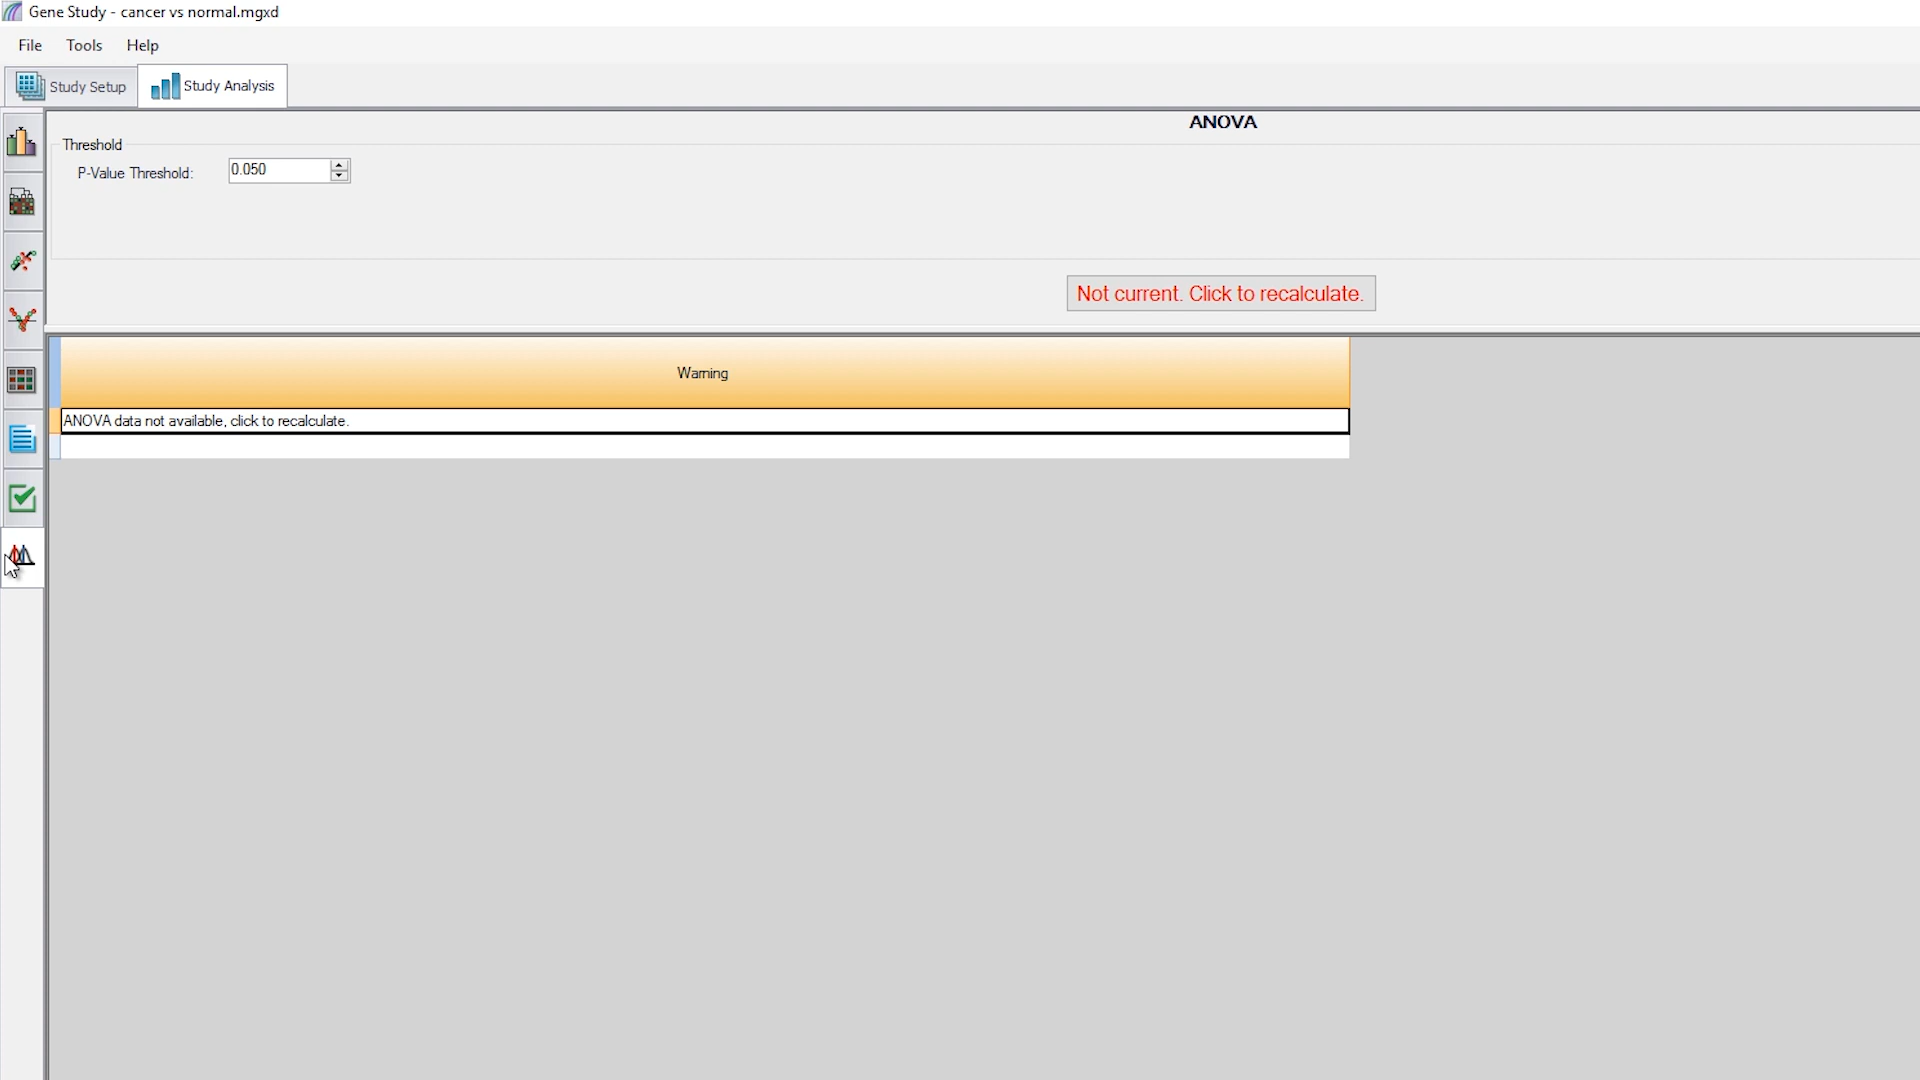 Gene Study - cancer vs normal.mgxd
File Tools Help
Study Setup Study Analysis
ANOVA
Threshold
P-Value Threshold: 0.050
Not current. Click to recalculate.
Warning
ANOVA data not available, click to recalculate.